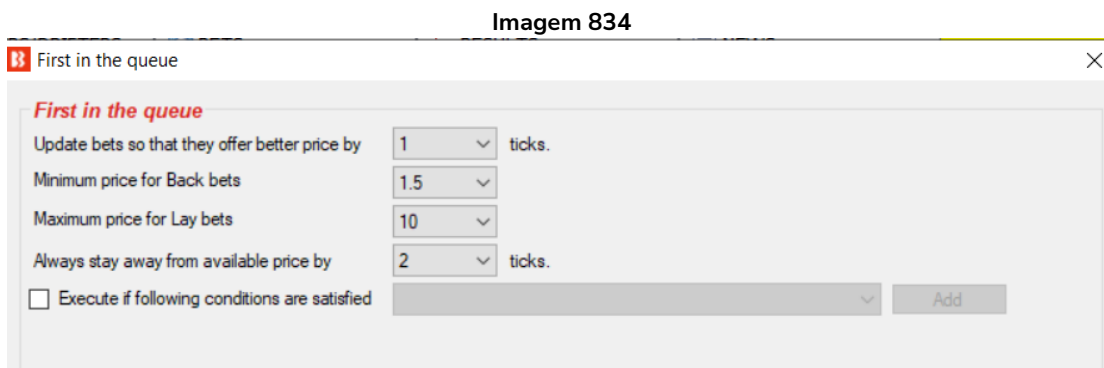 Imagem 834
First in the queue
First in the queue
Update bets so that they offer better price by 1 ticks.
Minimum price for Back bets 1.5
Maximum price for Lay bets 10
Always stay away from available price by 2 ticks.
Execute if following conditions are satisfied Add